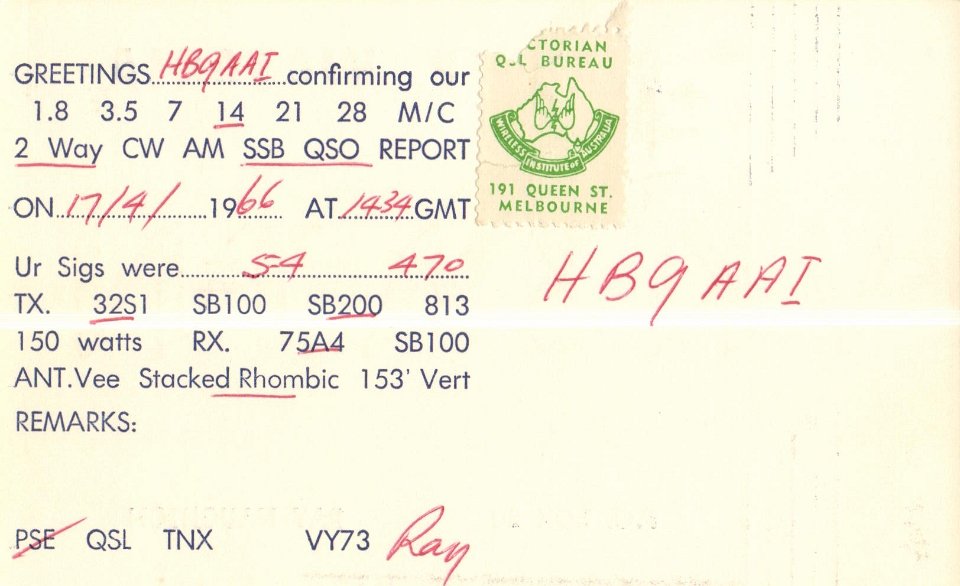 GREETINGS HB9AAI confirming our
1.8 3.5 7 14 21 28 M/C
2 Way CW AM SSB QSO REPORT
ON 17/4/ 1966 AT 1434 GMT
Ur Sigs were 5-4 470
TX. 32S1 SB100 SB200 813
150 watts RX. 75A4 SB100
ANT.Vee Stacked Rhombic 153' Vert
REMARKS:
PSE QSL TNX VY73 Ray
CTORIAN
QSL BUREAU
WIRELESS INSTITUTE OF AUSTRALIA
191 QUEEN ST.
MELBOURNE
HB9AAI